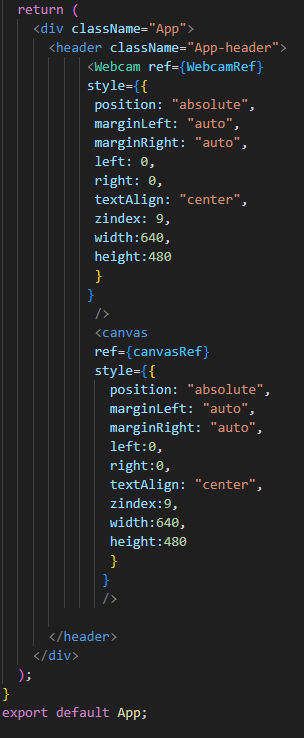 return (
<div className="App">
<header className="App-header">
<Webcam ref={WebcamRef}
style={{
position: "absolute",
marginLeft: "auto",
marginRight: "auto",
left: 0,
right: 0,
textAlign: "center",
zindex: 9,
width:640,
height:480
}
}
/>
<canvas
ref={canvasRef}
style={{
position: "absolute",
marginLeft: "auto",
marginRight: "auto",
left:0,
right:0,
textAlign: "center",
zindex:9,
width:640,
height:480
}
}
/>
</header>
</div>
);
}
export default App;